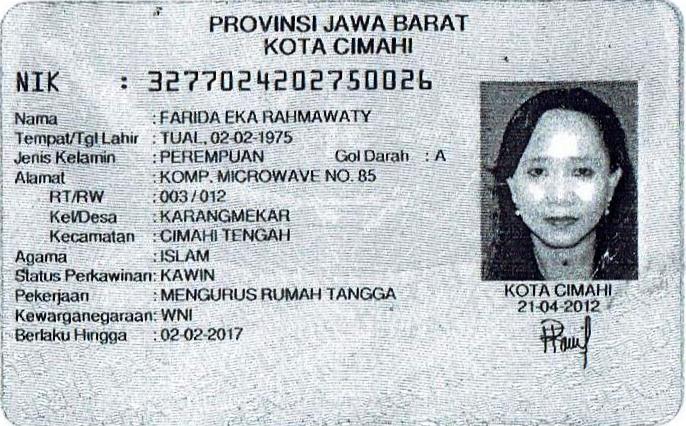 PROVINSI JAWA BARAT
KOTA CIMAHI
NIK : 3277024202750026
Nama : FARIDA EKA RAHMAWATY
Tempat/Tgl Lahir : TUAL, 02-02-1975
Jenis Kelamin : PEREMPUAN Gol Darah : A
Alamat : KOMP. MICROWAVE NO. 85
RT/RW : 003/012
Kel/Desa : KARANGMEKAR
Kecamatan : CIMAHI TENGAH
Agama : ISLAM
Status Perkawinan: KAWIN
Pekerjaan : MENGURUS RUMAH TANGGA
Kewarganegaraan: WNI
Berlaku Hingga : 02-02-2017
KOTA CIMAHI
21-04-2012